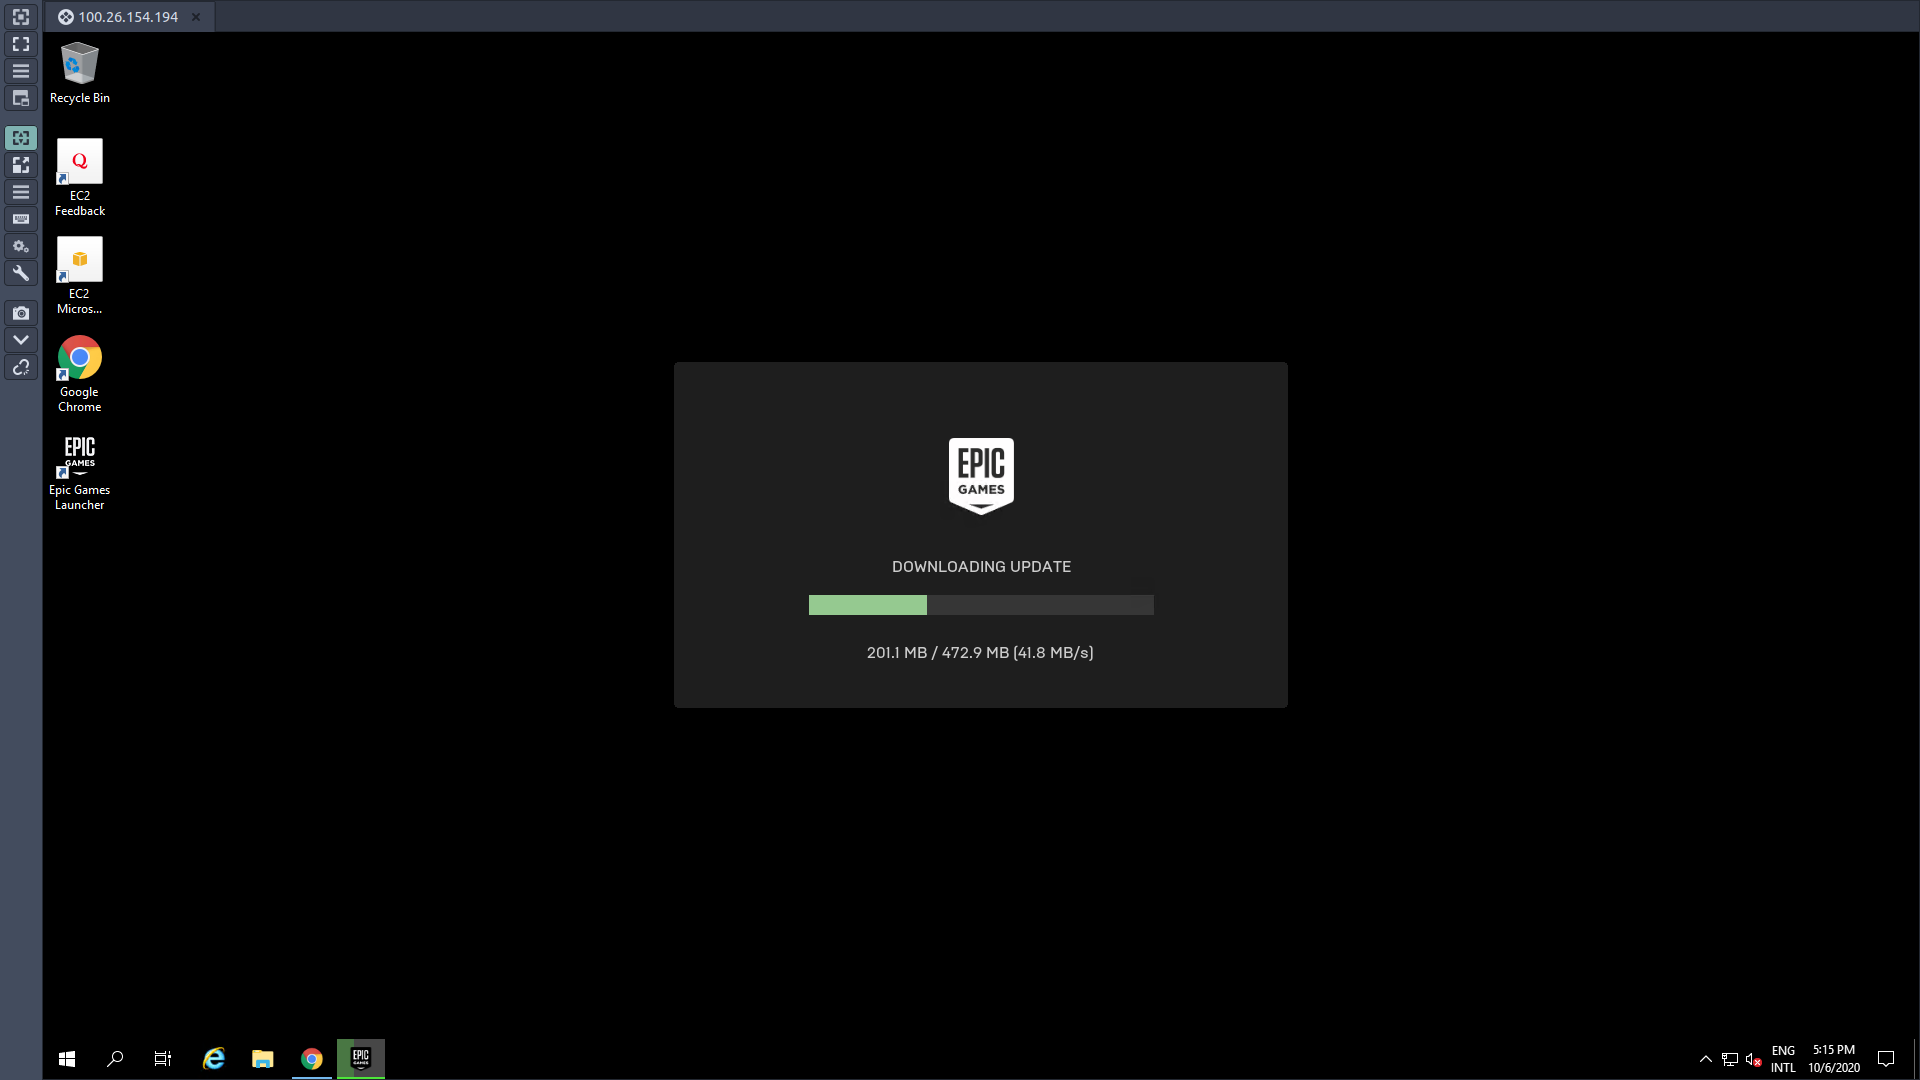 100.26.154.194
Recycle Bin
Q
EC2
Feedback
EC2
Micros...
Google
Chrome
EPIC
GAMES
Epic Games
Launcher
EPIC
GAMES
DOWNLOADING UPDATE
201.1 MB / 472.9 MB (41.8 MB/s)
EPIC
GAMES
ENG
INTL
5:15 PM
10/6/2020